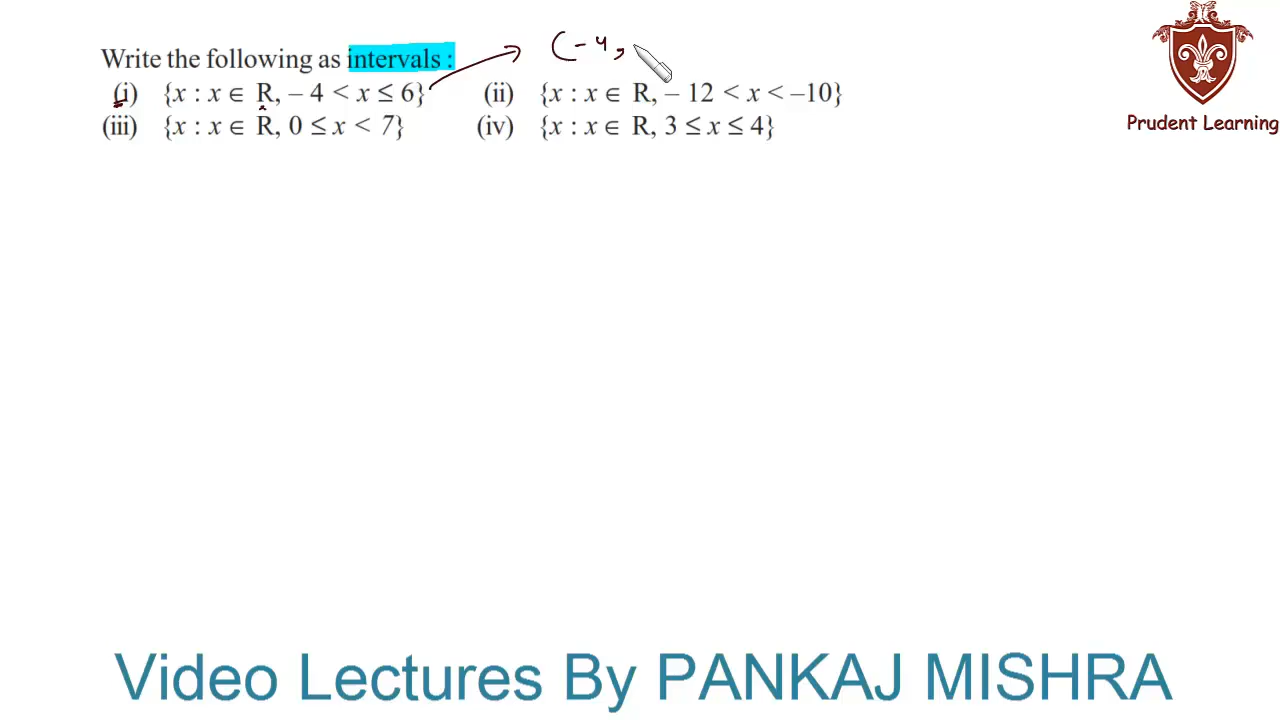 (-4,
Write the following as intervals :
(i) {x : x ∈ R, – 4 < x ≤ 6} (ii) {x : x ∈ R, – 12 < x < –10}
(iii) {x : x ∈ R, 0 ≤ x < 7} (iv) {x : x ∈ R, 3 ≤ x ≤ 4}
Prudent Learning
Video Lectures By PANKAJ MISHRA